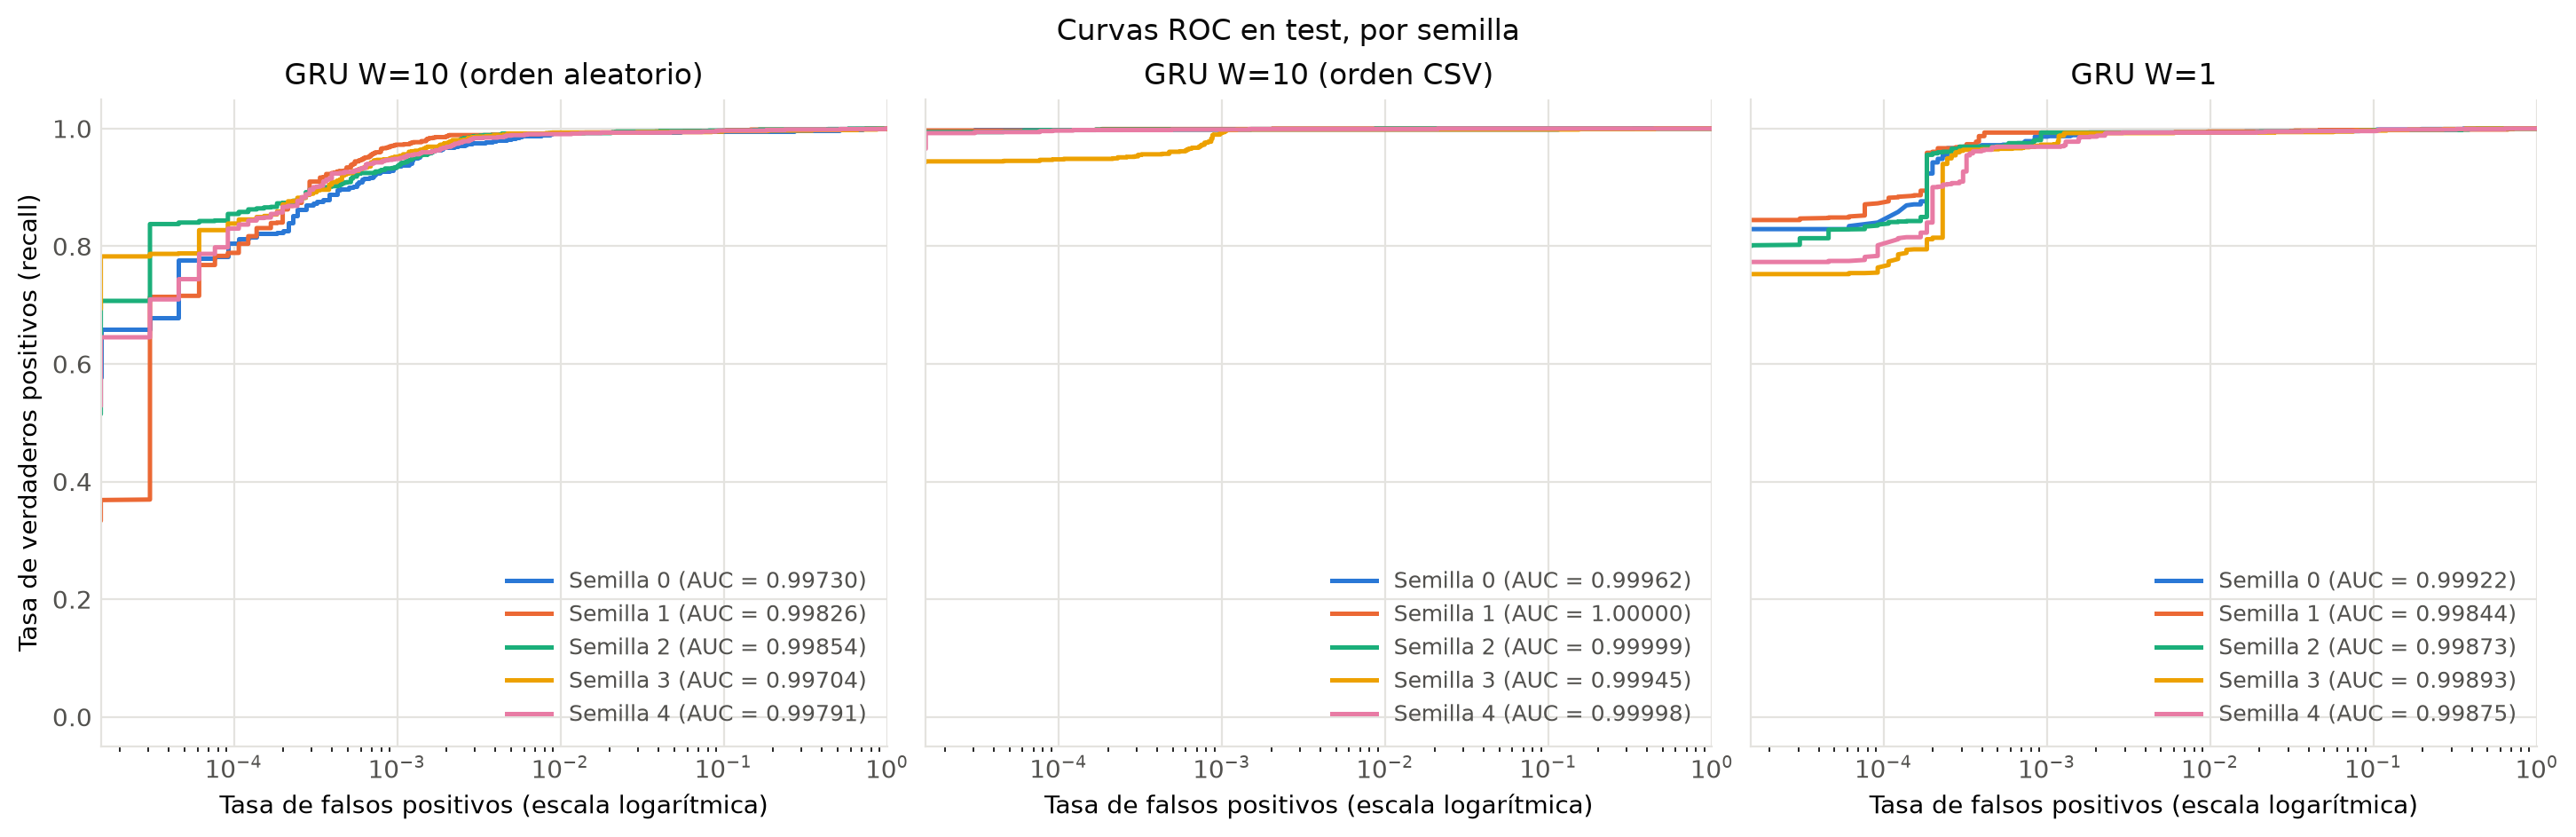 Curvas ROC en test, por semilla
GRU W=10 (orden aleatorio)
GRU W=10 (orden CSV)
GRU W=1
Tasa de verdaderos positivos (recall)
1.0
0.8
0.6
0.4
0.2
0.0
Semilla 0 (AUC = 0.99730)
Semilla 1 (AUC = 0.99826)
Semilla 2 (AUC = 0.99854)
Semilla 3 (AUC = 0.99704)
Semilla 4 (AUC = 0.99791)
10⁻⁴ 10⁻³ 10⁻² 10⁻¹ 10⁰
Tasa de falsos positivos (escala logarítmica)
Semilla 0 (AUC = 0.99962)
Semilla 1 (AUC = 1.00000)
Semilla 2 (AUC = 0.99999)
Semilla 3 (AUC = 0.99945)
Semilla 4 (AUC = 0.99998)
10⁻⁴ 10⁻³ 10⁻² 10⁻¹ 10⁰
Tasa de falsos positivos (escala logarítmica)
Semilla 0 (AUC = 0.99922)
Semilla 1 (AUC = 0.99844)
Semilla 2 (AUC = 0.99873)
Semilla 3 (AUC = 0.99893)
Semilla 4 (AUC = 0.99875)
10⁻⁴ 10⁻³ 10⁻² 10⁻¹ 10⁰
Tasa de falsos positivos (escala logarítmica)